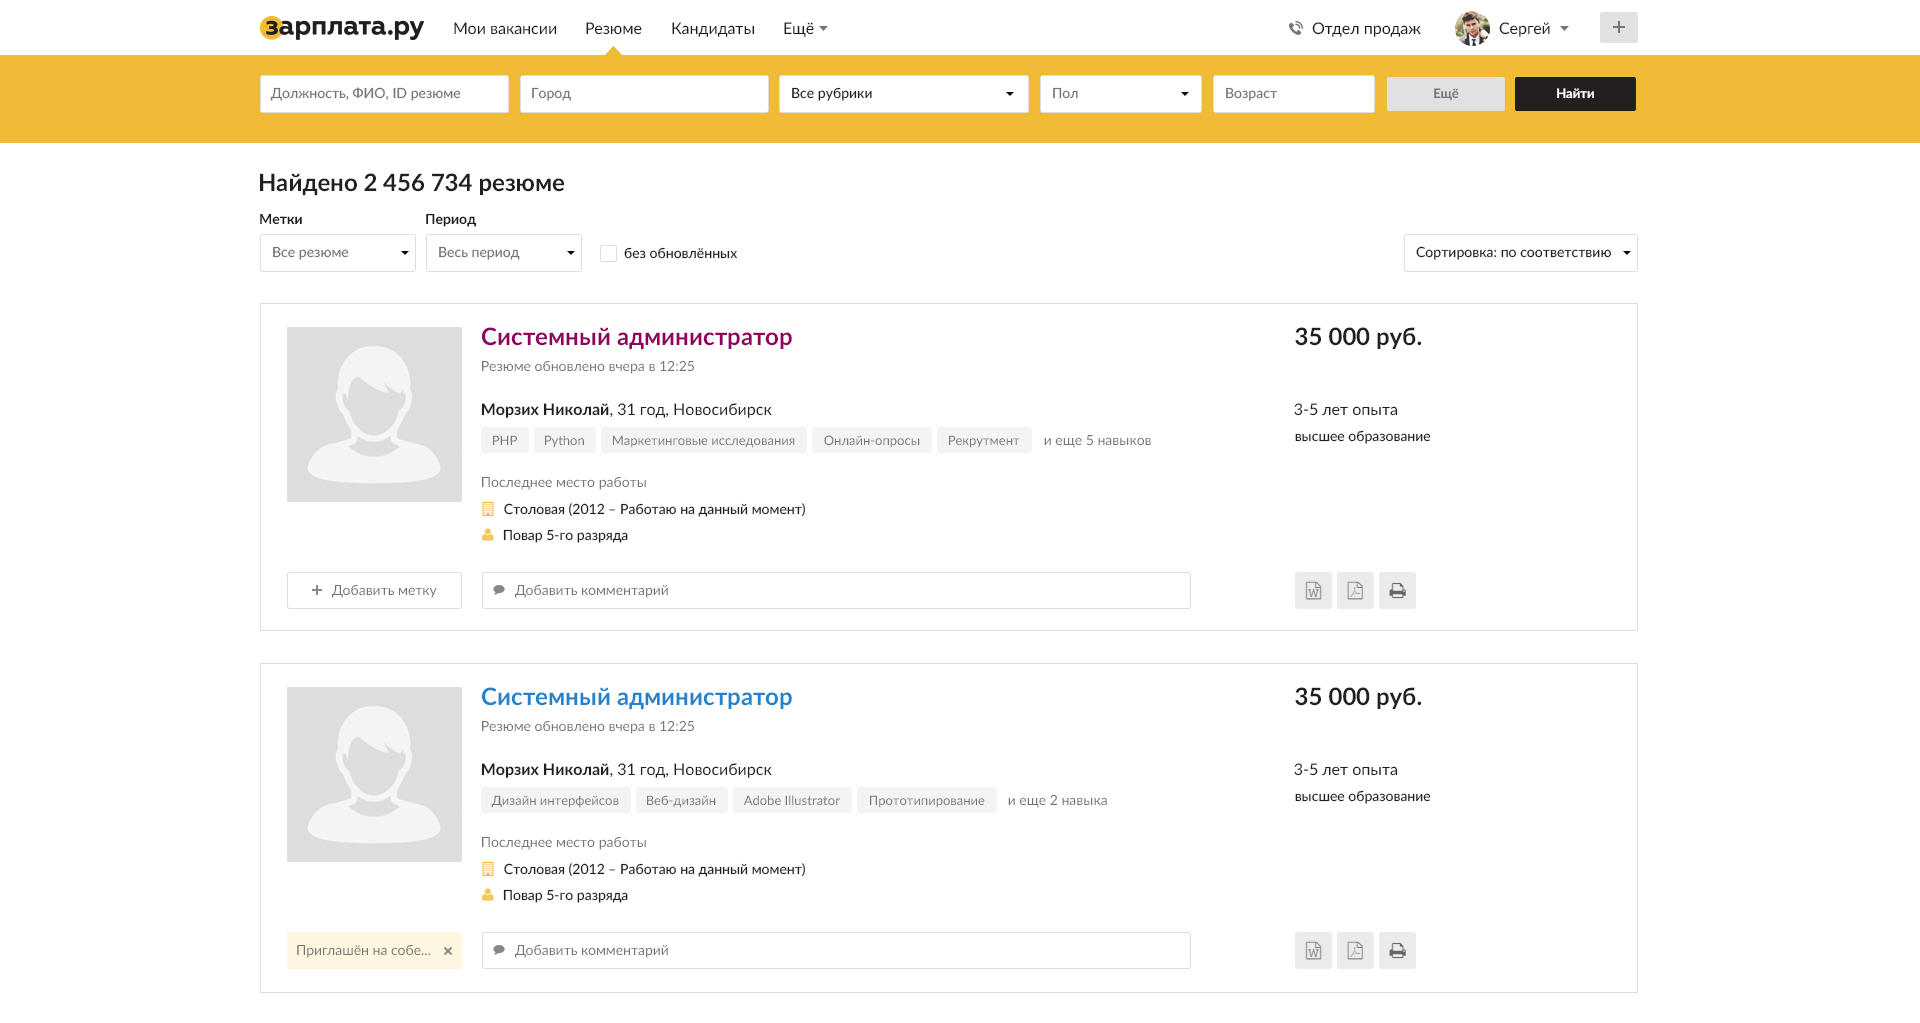 зарплата.ру Мои вакансии Резюме Кандидаты Ещё Отдел продаж Сергей +
Должность, ФИО, ID резюме Город Все рубрики Пол Возраст Ещё Найти
Найдено 2 456 734 резюме
Метки Период
Все резюме Весь период без обновлённых Сортировка: по соответствию
Системный администратор 35 000 руб.
Резюме обновлено вчера в 12:25
Морзих Николай, 31 год, Новосибирск 3-5 лет опыта
PHP Python Маркетинговые исследования Онлайн-опросы Рекрутмент и еще 5 навыков высшее образование
Последнее место работы
Столовая (2012 – Работаю на данный момент)
Повар 5-го разряда
+ Добавить метку Добавить комментарий W
Системный администратор 35 000 руб.
Резюме обновлено вчера в 12:25
Морзих Николай, 31 год, Новосибирск 3-5 лет опыта
Дизайн интерфейсов Веб-дизайн Adobe Illustrator Прототипирование и еще 2 навыка высшее образование
Последнее место работы
Столовая (2012 – Работаю на данный момент)
Повар 5-го разряда
Приглашён на собе... × Добавить комментарий W